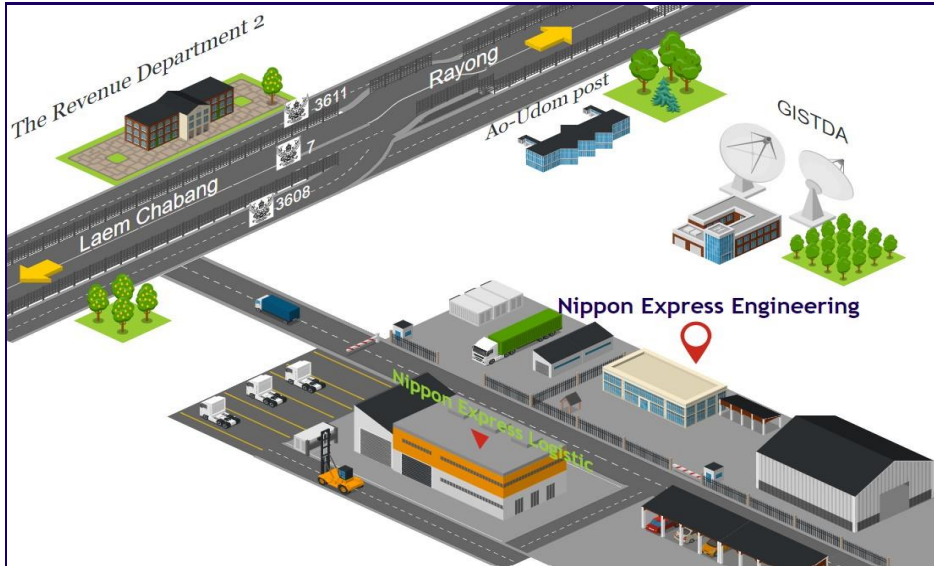 The Revenue Department 2
3611
Rayong
Ao-Udom post
GISTDA
7
Laem Chabang
3608
Nippon Express Engineering
Nippon Express Logistic